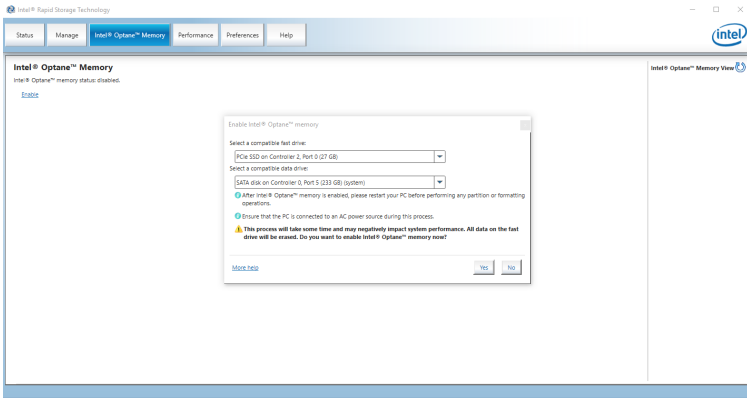 Intel® Rapid Storage Technology
Status Manage Intel® Optane™ Memory Performance Preferences Help
intel
Intel® Optane™ Memory
Intel® Optane™ memory status: disabled.
Enable
Intel® Optane™ Memory View
Enable Intel® Optane™ memory
Select a compatible fast drive:
PCIe SSD on Controller 2, Port 0 (27 GB)
Select a compatible data drive:
SATA disk on Controller 0, Port 5 (233 GB) (system)
After Intel® Optane™ memory is enabled, please restart your PC before performing any partition or formatting
operations.
Ensure that the PC is connected to an AC power source during this process.
This process will take some time and may negatively impact system performance. All data on the fast
drive will be erased. Do you want to enable Intel® Optane™ memory now?
More help
Yes No